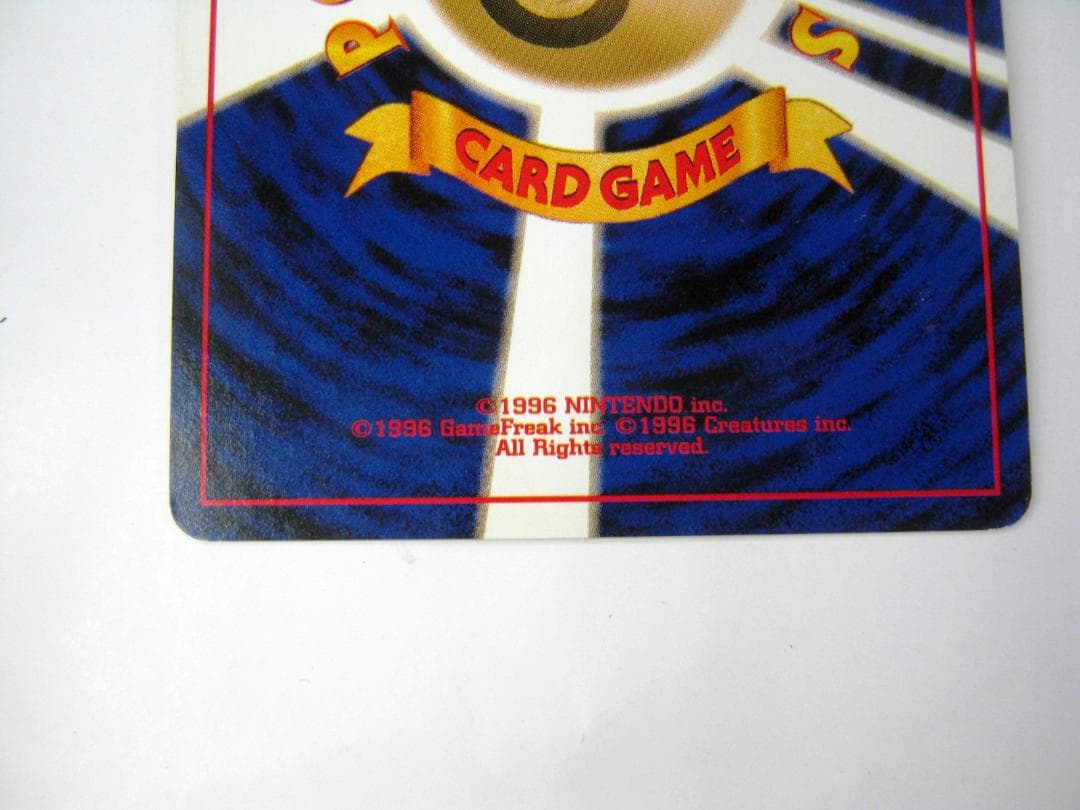 P
S
CARD GAME
©1996 NINTENDO inc.
©1996 GameFreak inc. ©1996 Creatures inc.
All Rights reserved.